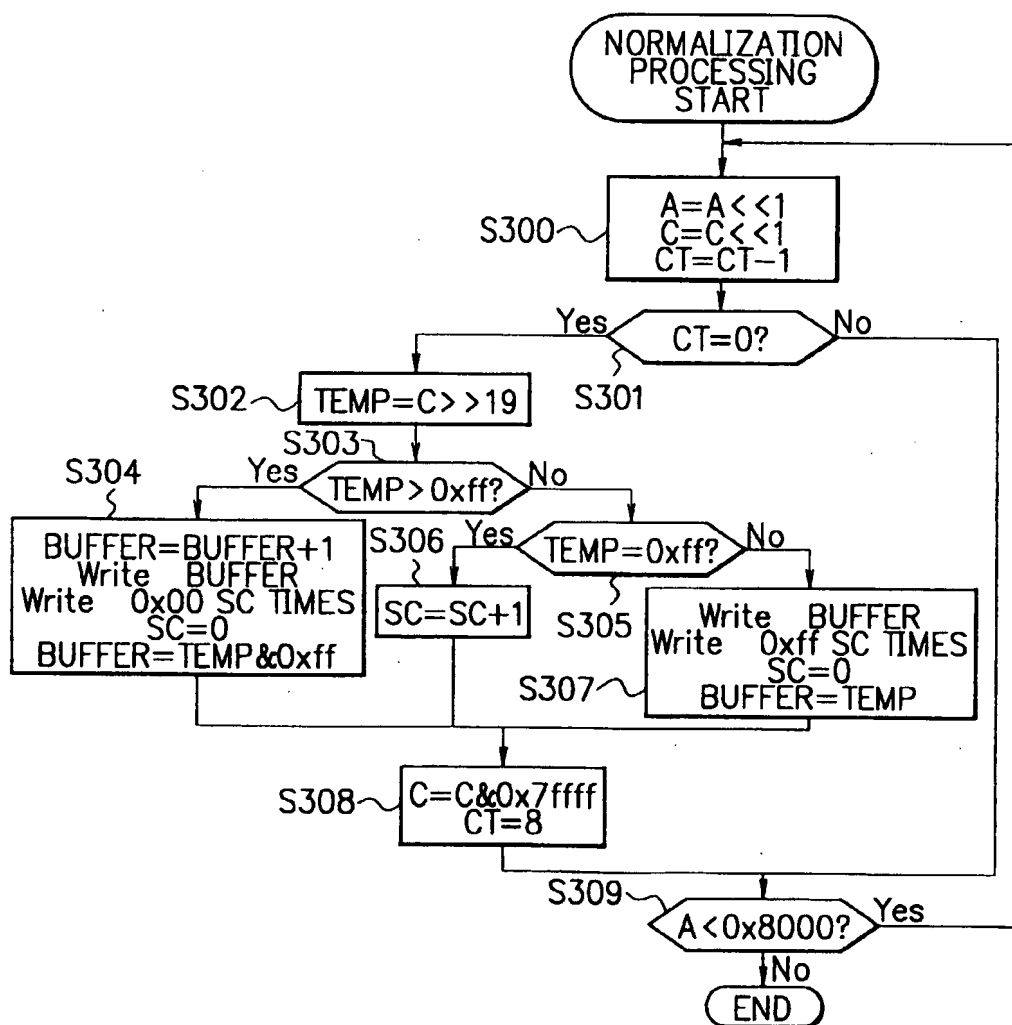 NORMALIZATION
PROCESSING
START
S300
A=A<<1
C=C<<1
CT=CT-1
Yes
CT=0?
No
S301
S302
TEMP=C>>19
S303
Yes
TEMP>0xff?
No
S304
BUFFER=BUFFER+1
Write BUFFER
Write 0x00 SC TIMES
SC=0
BUFFER=TEMP&0xff
S306
Yes
TEMP=0xff?
No
SC=SC+1
S305
Write BUFFER
Write 0xff SC TIMES
SC=0
BUFFER=TEMP
S307
S308
C=C&0x7ffff
CT=8
S309
A<0x8000?
Yes
No
END